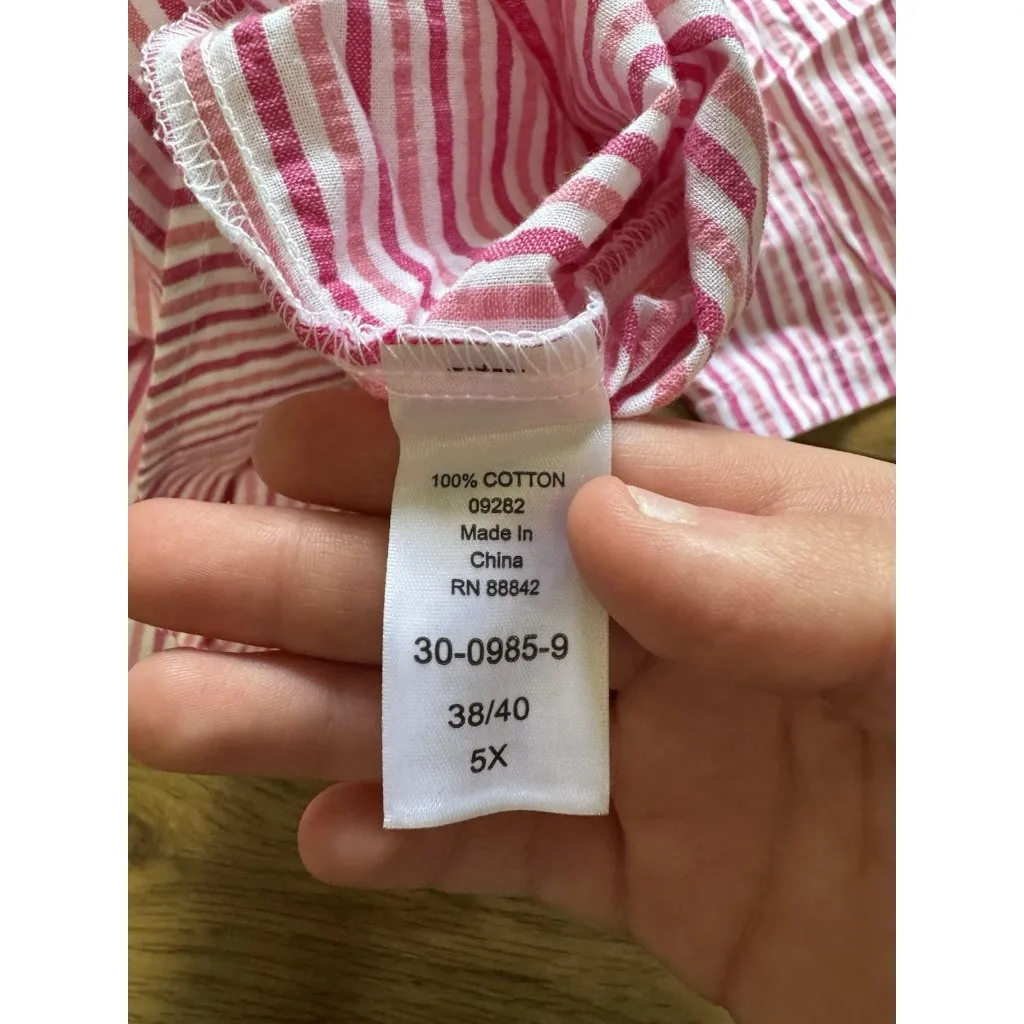 100% COTTON
09282
Made In
China
RN 88842
30-0985-9
38/40
5X